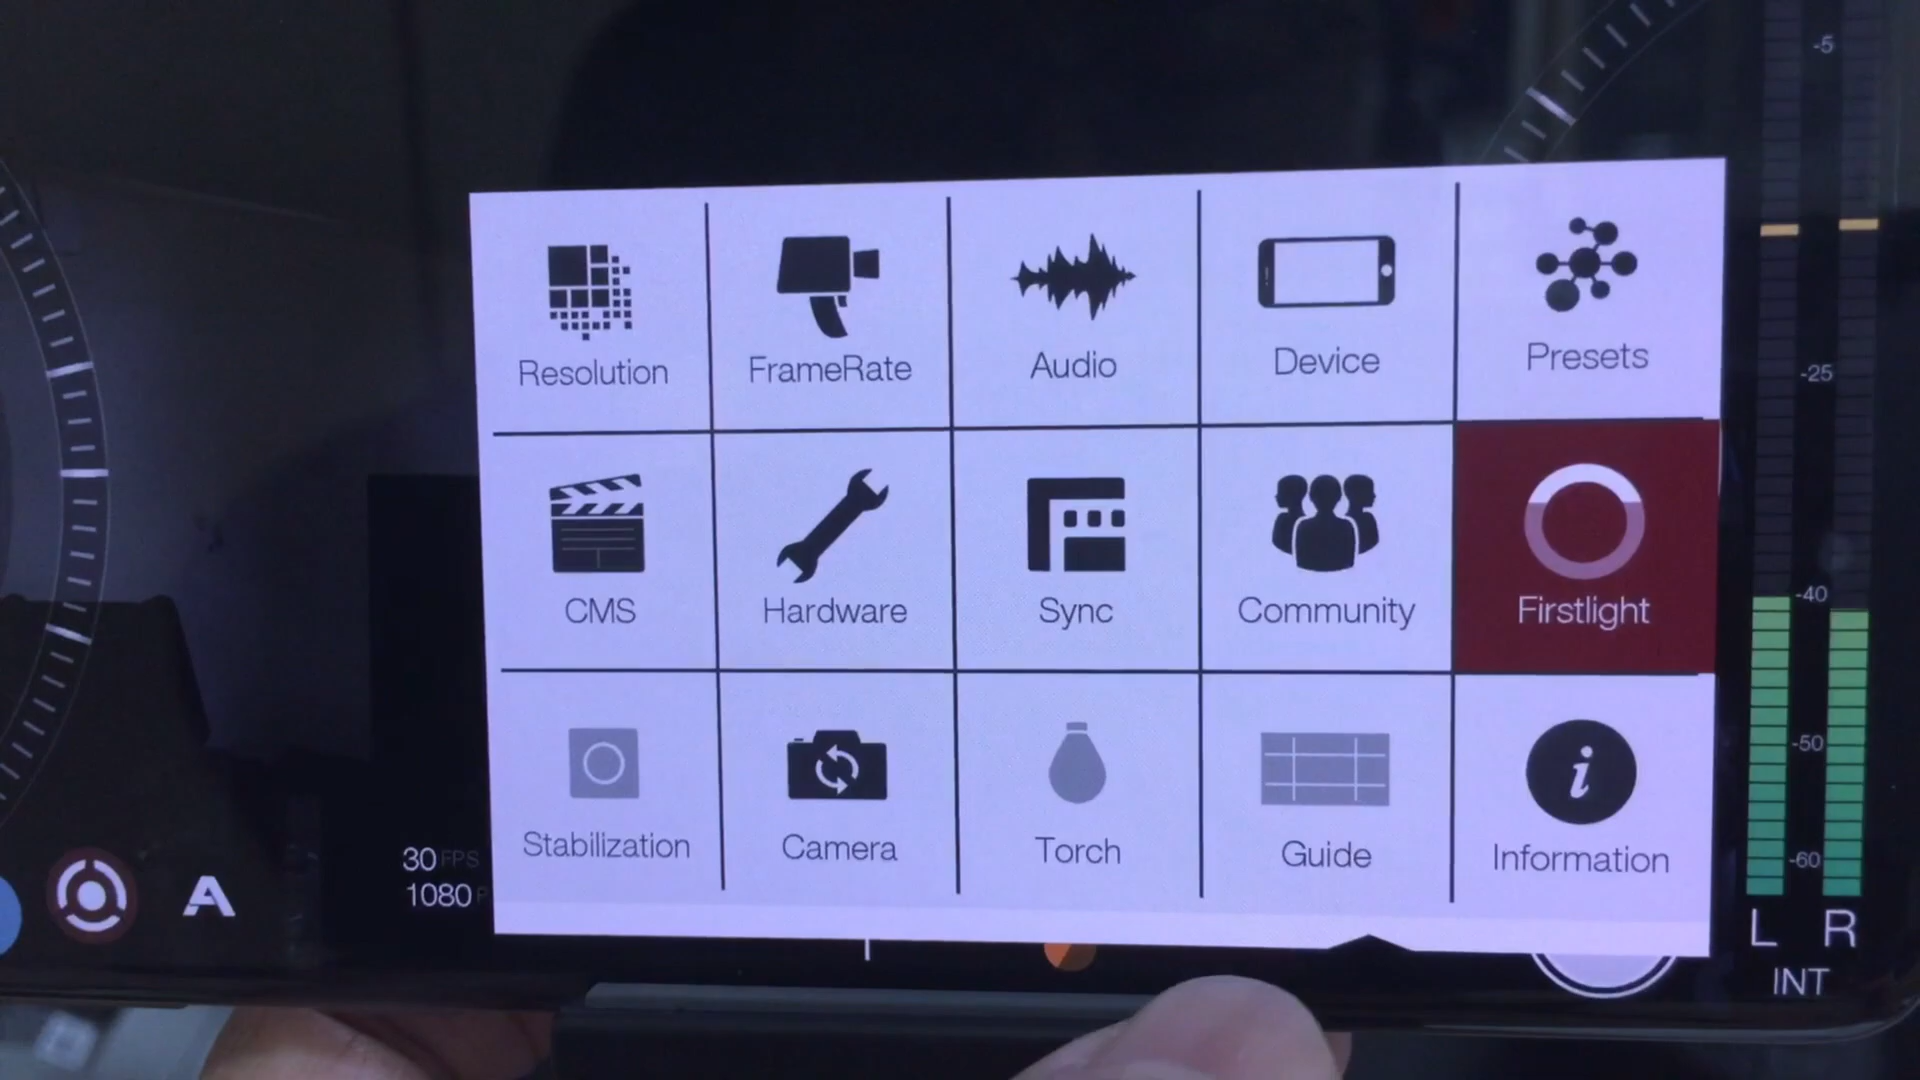 -5
Resolution
FrameRate
Audio
Device
Presets
-25
CMS
Hardware
Sync
Community
Firstlight
-40
Stabilization
Camera
Torch
Guide
Information
-50
-60
30 FPS
1080 P
A
L R
INT